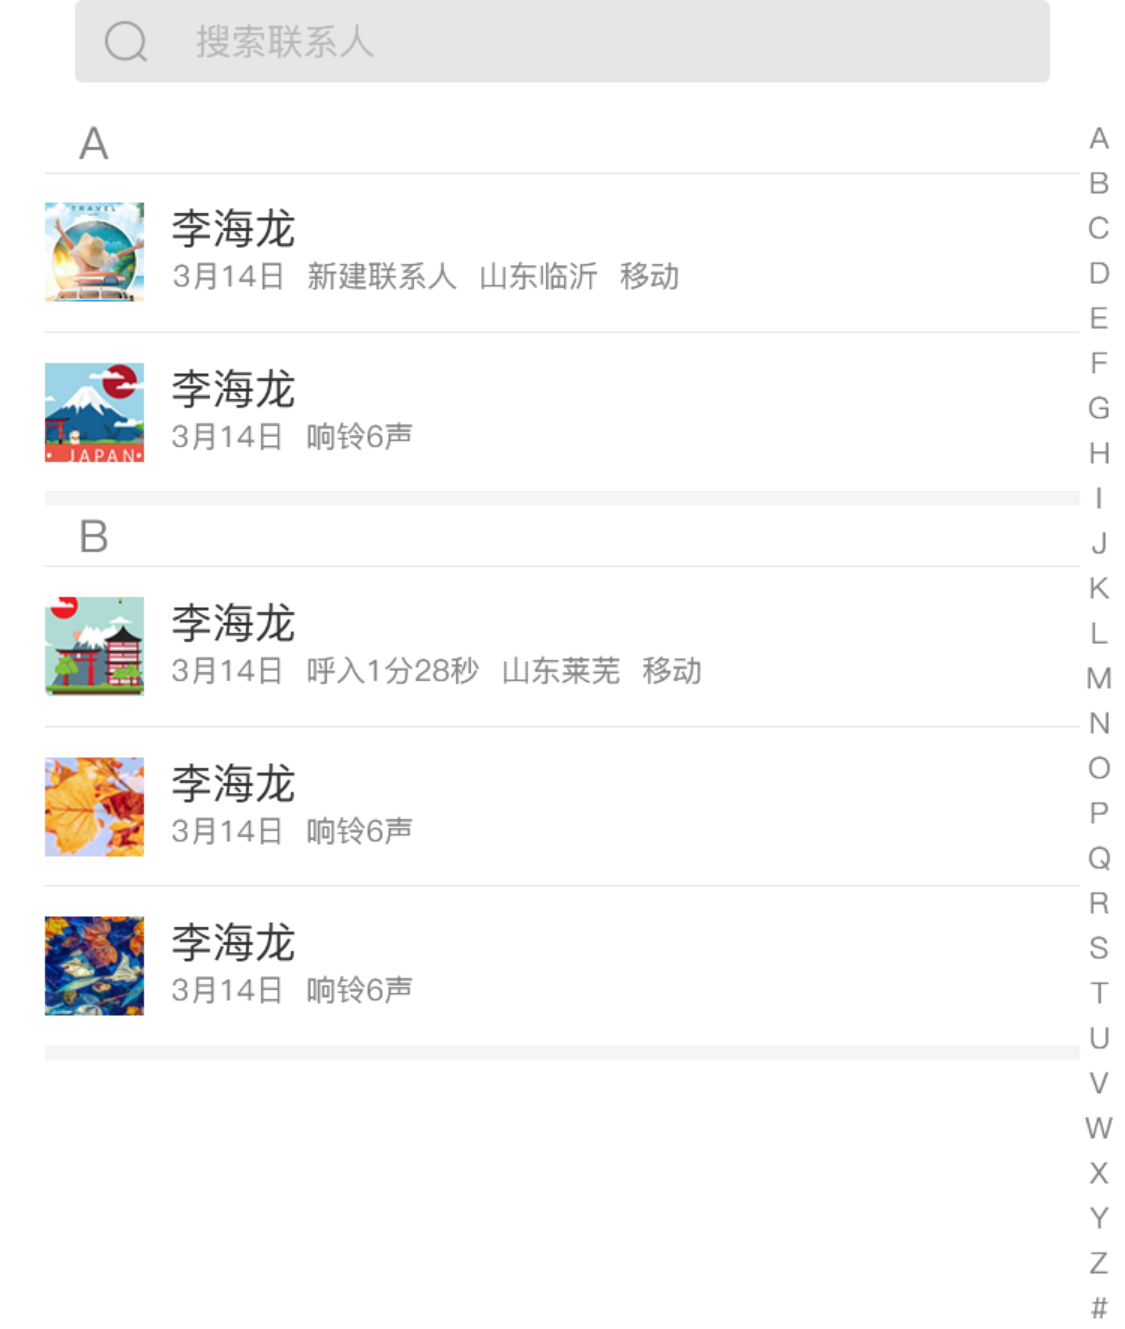 搜索联系人
A
TRAVEL
李海龙
3月14日 新建联系人 山东临沂 移动
李海龙
3月14日 响铃6声
JAPAN
B
李海龙
3月14日 呼入1分28秒 山东莱芜 移动
李海龙
3月14日 响铃6声
李海龙
3月14日 响铃6声
A
B
C
D
E
F
G
H
I
J
K
L
M
N
O
P
Q
R
S
T
U
V
W
X
Y
Z
#